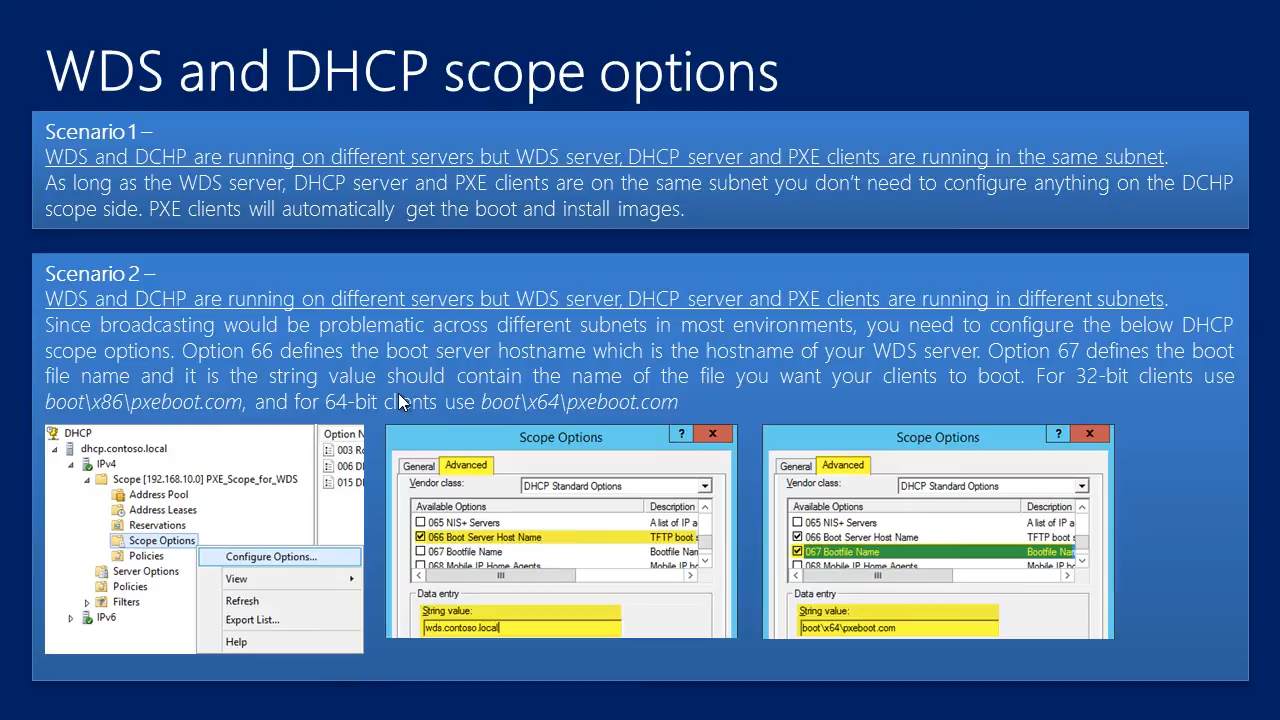 WDS and DHCP scope options
Scenario 1 –
WDS and DCHP are running on different servers but WDS server, DHCP server and PXE clients are running in the same subnet.
As long as the WDS server, DHCP server and PXE clients are on the same subnet you don't need to configure anything on the DCHP
scope side. PXE clients will automatically get the boot and install images.
Scenario 2 –
WDS and DCHP are running on different servers but WDS server, DHCP server and PXE clients are running in different subnets.
Since broadcasting would be problematic across different subnets in most environments, you need to configure the below DHCP
scope options. Option 66 defines the boot server hostname which is the hostname of your WDS server. Option 67 defines the boot
file name and it is the string value should contain the name of the file you want your clients to boot. For 32-bit clients use
boot\x86\pxeboot.com, and for 64-bit clients use boot\x64\pxeboot.com
DHCP
dhcp.contoso.local
IPv4
Scope [192.168.10.0] PXE_Scope_for_WDS
Address Pool
Address Leases
Reservations
Scope Options
Policies
Server Options
Policies
Filters
IPv6
Option N
003 Ro
006 D
015 D
Configure Options...
View
Refresh
Export List...
Help
Scope Options
? X
General Advanced
Vendor class: DHCP Standard Options
Available Options Description
065 NIS+ Servers A list of IP a
066 Boot Server Host Name TFTP boot s
067 Bootfile Name Bootfile Nam
068 Mobile IP Home Agents Mobile IP ho
Data entry
String value:
wds.contoso.local
Scope Options
? X
General Advanced
Vendor class: DHCP Standard Options
Available Options Description
065 NIS+ Servers A list of IP a
066 Boot Server Host Name TFTP boot s
067 Bootfile Name Bootfile Nam
068 Mobile IP Home Agents Mobile IP ho
Data entry
String value:
boot\x64\pxeboot.com